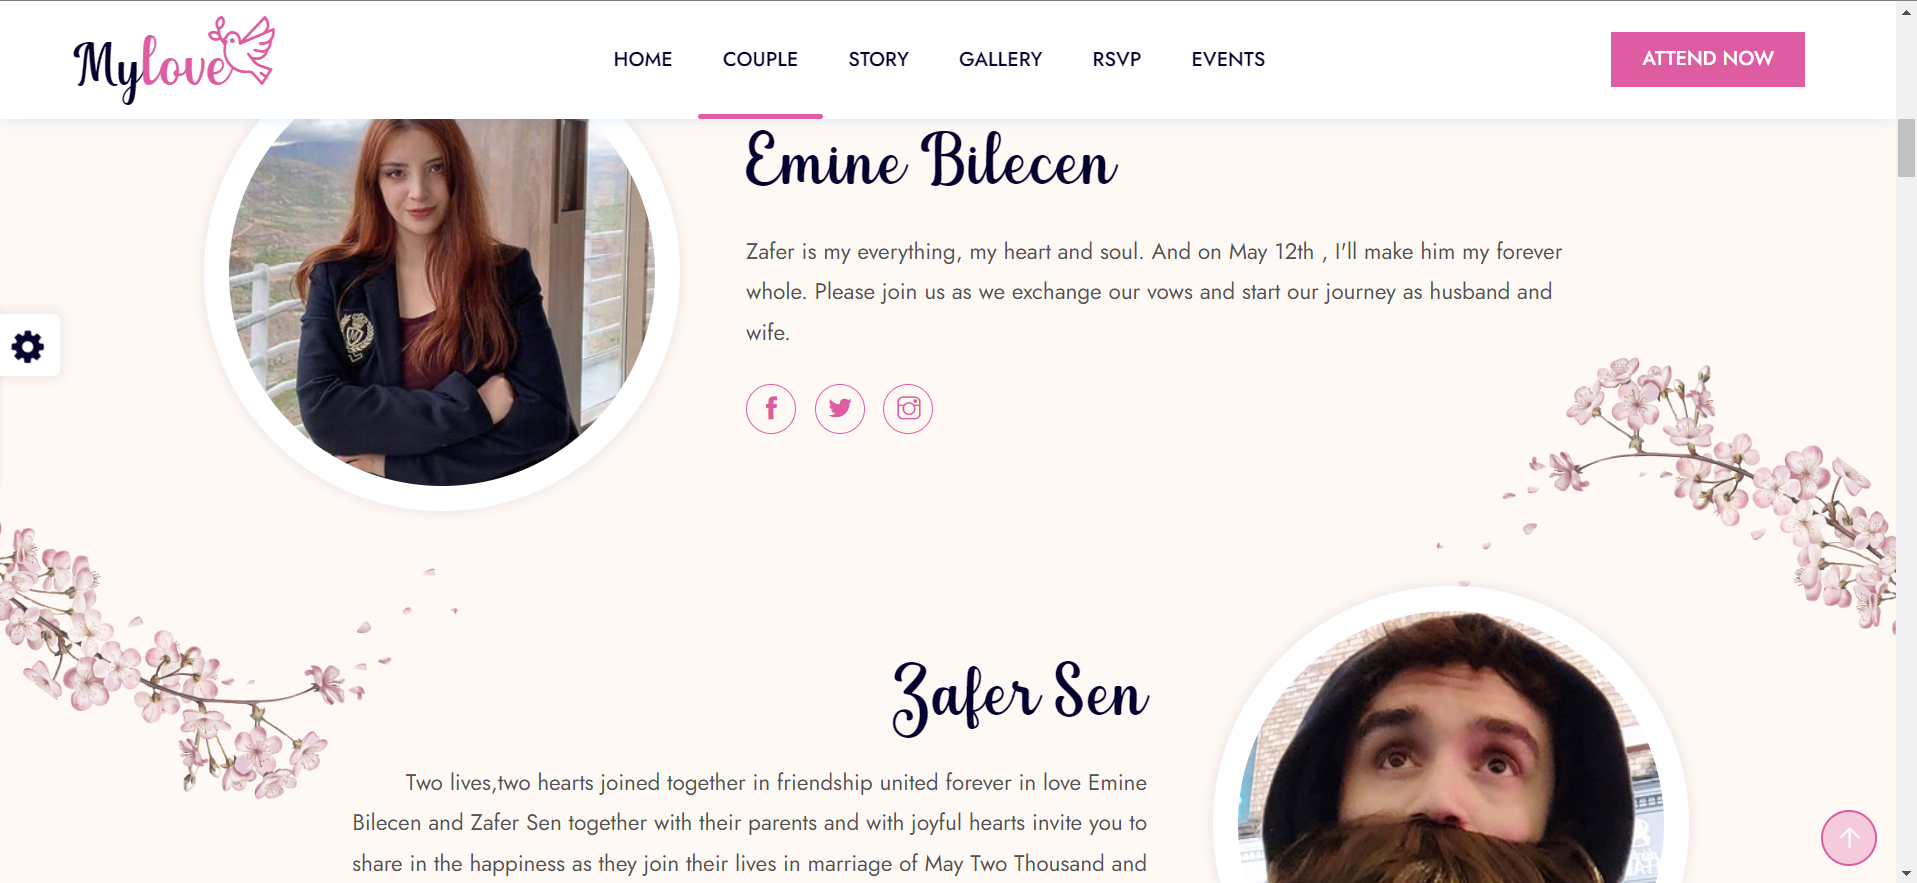 Mylove
HOME COUPLE STORY GALLERY RSVP EVENTS
ATTEND NOW
Emine Bilecen
Zafer is my everything, my heart and soul. And on May 12th , I'll make him my forever
whole. Please join us as we exchange our vows and start our journey as husband and
wife.
Zafer Sen
Two lives,two hearts joined together in friendship united forever in love Emine
Bilecen and Zafer Sen together with their parents and with joyful hearts invite you to
share in the happiness as they join their lives in marriage of May Two Thousand and